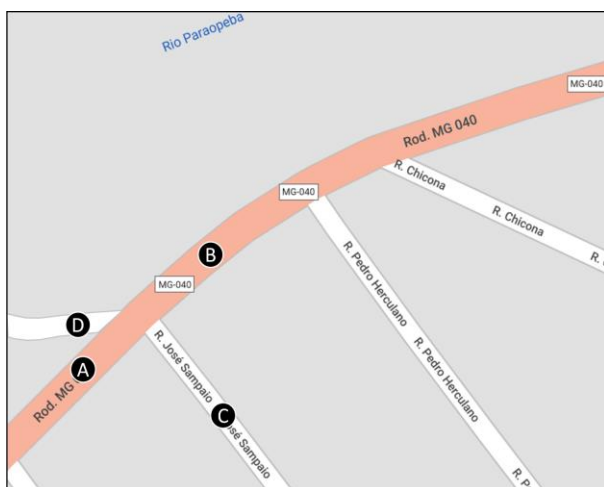 Rio Paraopeba
MG-040
Rod. MG 040
R. Chicona
R. Chicona
R.
MG-040
R. Pedro Herculano
R. Pedro Herculano
R.
MG-040
B
D
R. José Sampaio
A
Rod. MG
C
José Sampaio